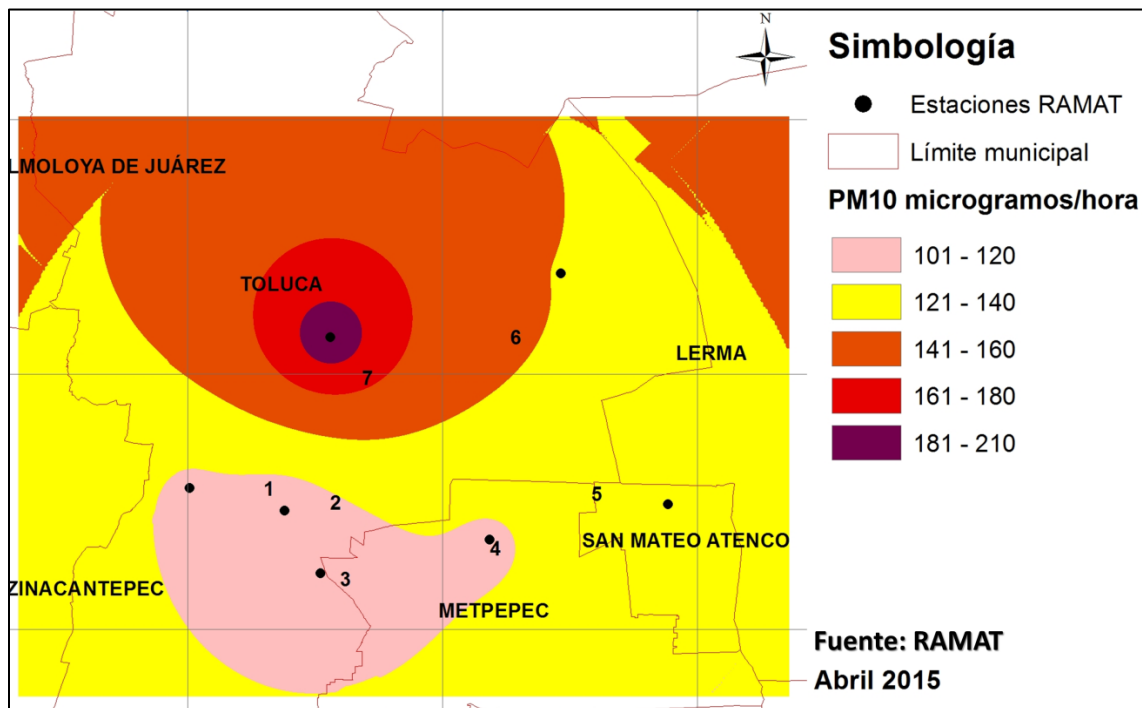 N
Simbología
Estaciones RAMAT
Límite municipal
PM10 microgramos/hora
101 - 120
121 - 140
141 - 160
161 - 180
181 - 210
LMOLOYA DE JUÁREZ
TOLUCA
6
LERMA
7
1
2
5
SAN MATEO ATENCO
4
3
ZINACANTEPEC
METPEPEC
Fuente: RAMAT
Abril 2015